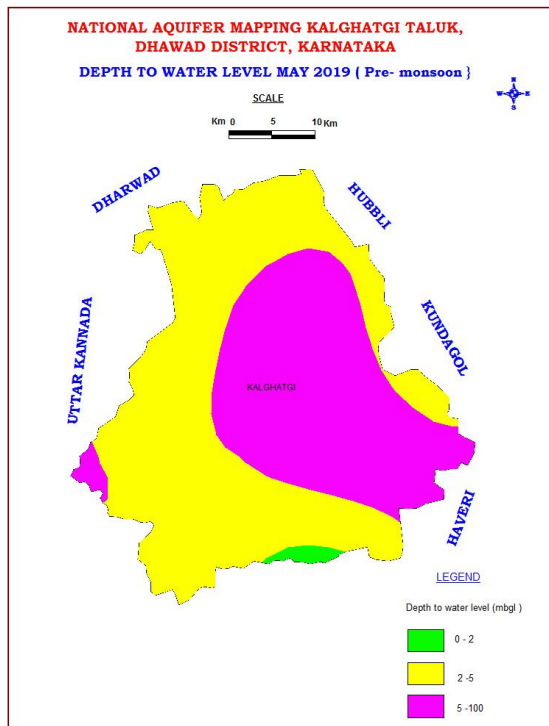 NATIONAL AQUIFER MAPPING KALGHATGI TALUK,
DHAWAD DISTRICT, KARNATAKA
DEPTH TO WATER LEVEL MAY 2019 ( Pre- monsoon }
N
W E
S
SCALE
Km 0 5 10 Km
DHARWAD
HUBBLI
KUNDAGOL
UTTAR KANNADA
KALGHATGI
HAVERI
LEGEND
Depth to water level (mbgl )
0 - 2
2 -5
5 -100